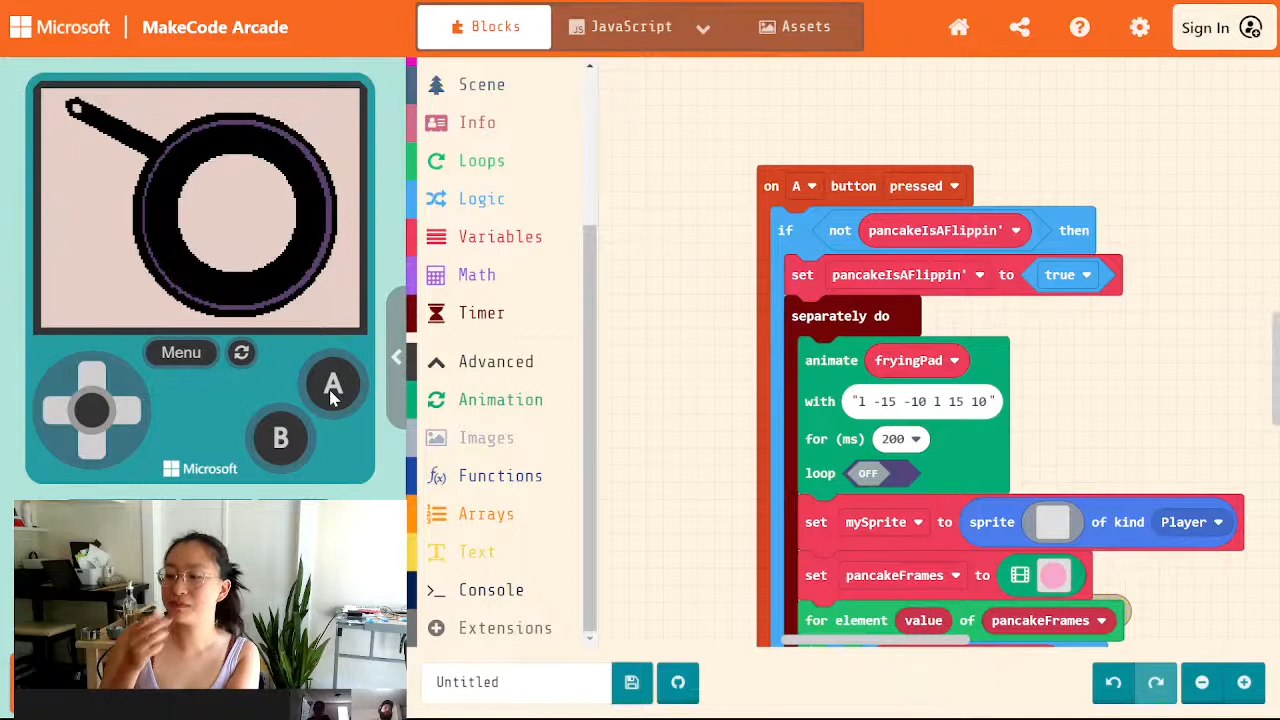 Microsoft | MakeCode Arcade
Blocks
JavaScript
Assets
Sign In
Menu
A
B
Microsoft
Scene
Info
Loops
Logic
Variables
Math
Timer
Advanced
Animation
Images
Functions
Arrays
Text
Console
Extensions
on A button pressed
if not pancakeIsAFlippin' then
set pancakeIsAFlippin' to true
separately do
animate fryingPad
with "l -15 -10 l 15 10"
for (ms) 200
loop OFF
set mySprite to sprite of kind Player
set pancakeFrames to
for element value of pancakeFrames
Untitled